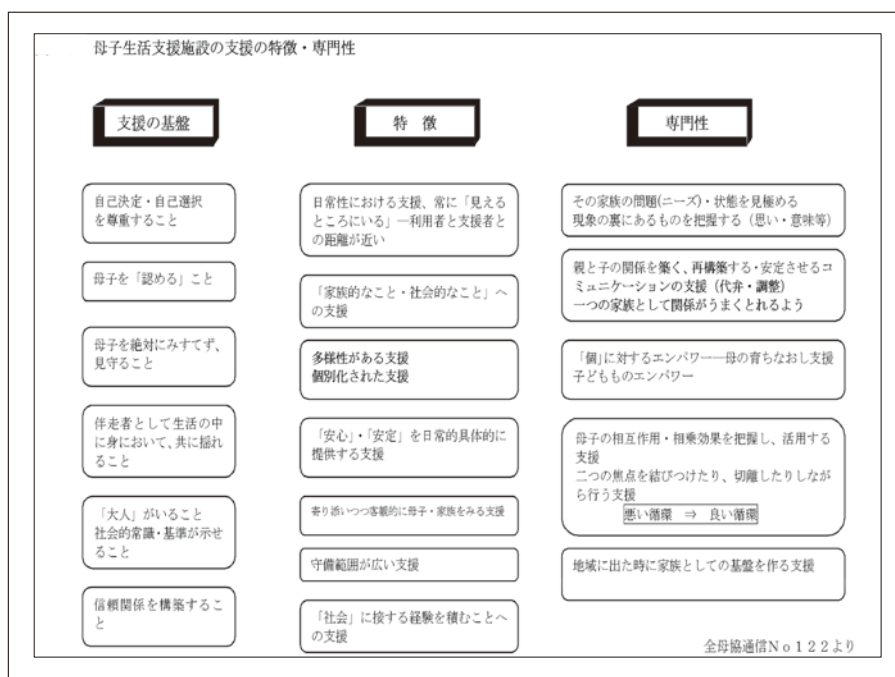 母子生活支援施設の支援の特徴・専門性
支援の基盤
自己決定・自己選択
を尊重すること
母子を「認める」こと
母子を絶対にみすてず、
見守ること
伴走者として生活の中
に身において、共に揺れ
ること
「大人」がいること
社会的常識・基準が示せ
ること
信頼関係を構築するこ
と
特 徴
日常性における支援、常に「見える
ところにいる」―利用者と支援者と
の距離が近い
「家族的なこと・社会的なこと」へ
の支援
多様性がある支援
個別化された支援
「安心」・「安定」を日常的具体的に
提供する支援
寄り添いつつ客観的に母子・家族をみる支援
守備範囲が広い支援
「社会」に接する経験を積むことへ
の支援
専門性
その家族の問題(ニーズ)・状態を見極める
現象の裏にあるものを把握する（思い・意味等）
親と子の関係を築く、再構築する・安定させるコ
ミュニケーションの支援（代弁・調整）
一つの家族として関係がうまくとれるよう
「個」に対するエンパワー―母の育ちなおし支援
子どもものエンパワー
母子の相互作用・相乗効果を把握し、活用する
支援
二つの焦点を結びつけたり、切離したりしなが
ら行う支援
悪い循環 ⇒ 良い循環
地域に出た時に家族としての基盤を作る支援
全母協通信Ｎｏ１２２より